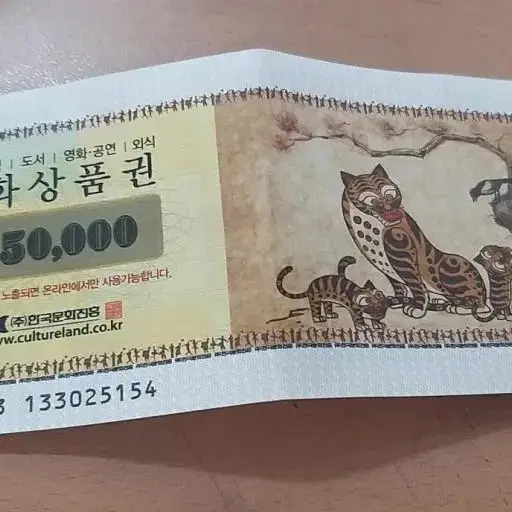 | 도서 | 영화·공연 | 외식
화상품권
50,000
노출되면 온라인에서만 사용가능합니다.
(주)한국문화진흥
www.cultureland.co.kr
3 133025154